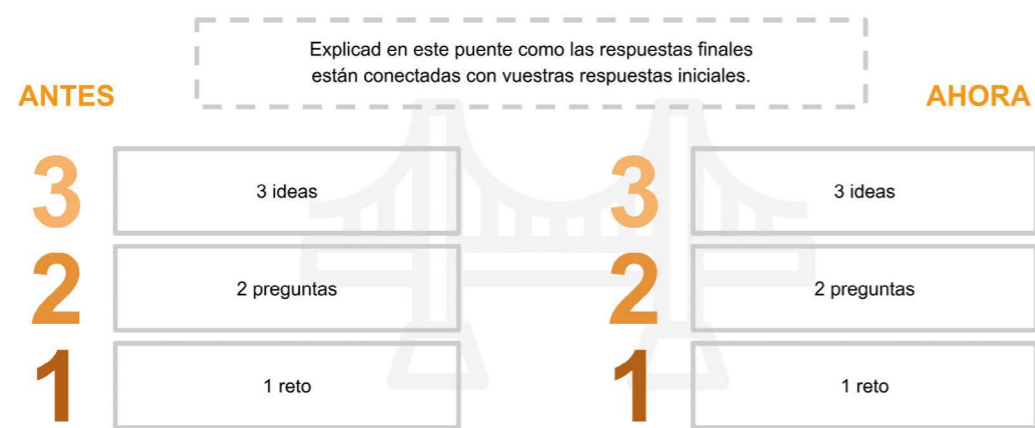 Explicad en este puente como las respuestas finales
están conectadas con vuestras respuestas iniciales.
ANTES
AHORA
3
3 ideas
3
3 ideas
2
2 preguntas
2
2 preguntas
1
1 reto
1
1 reto